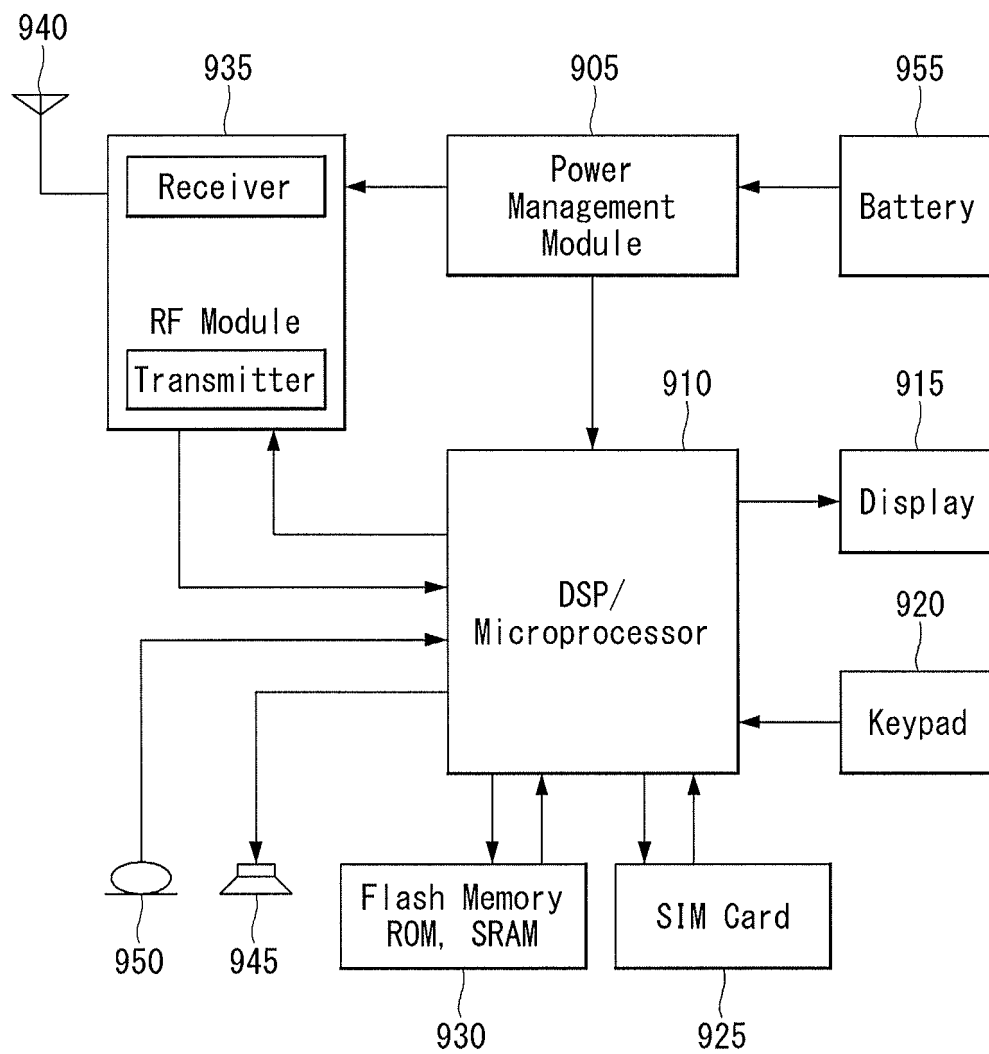 940
935
905
955
Receiver
Power
Management
Module
Battery
RF Module
Transmitter
910
915
Display
DSP/
Microprocessor
920
Keypad
Flash Memory
ROM, SRAM
SIM Card
950
945
930
925